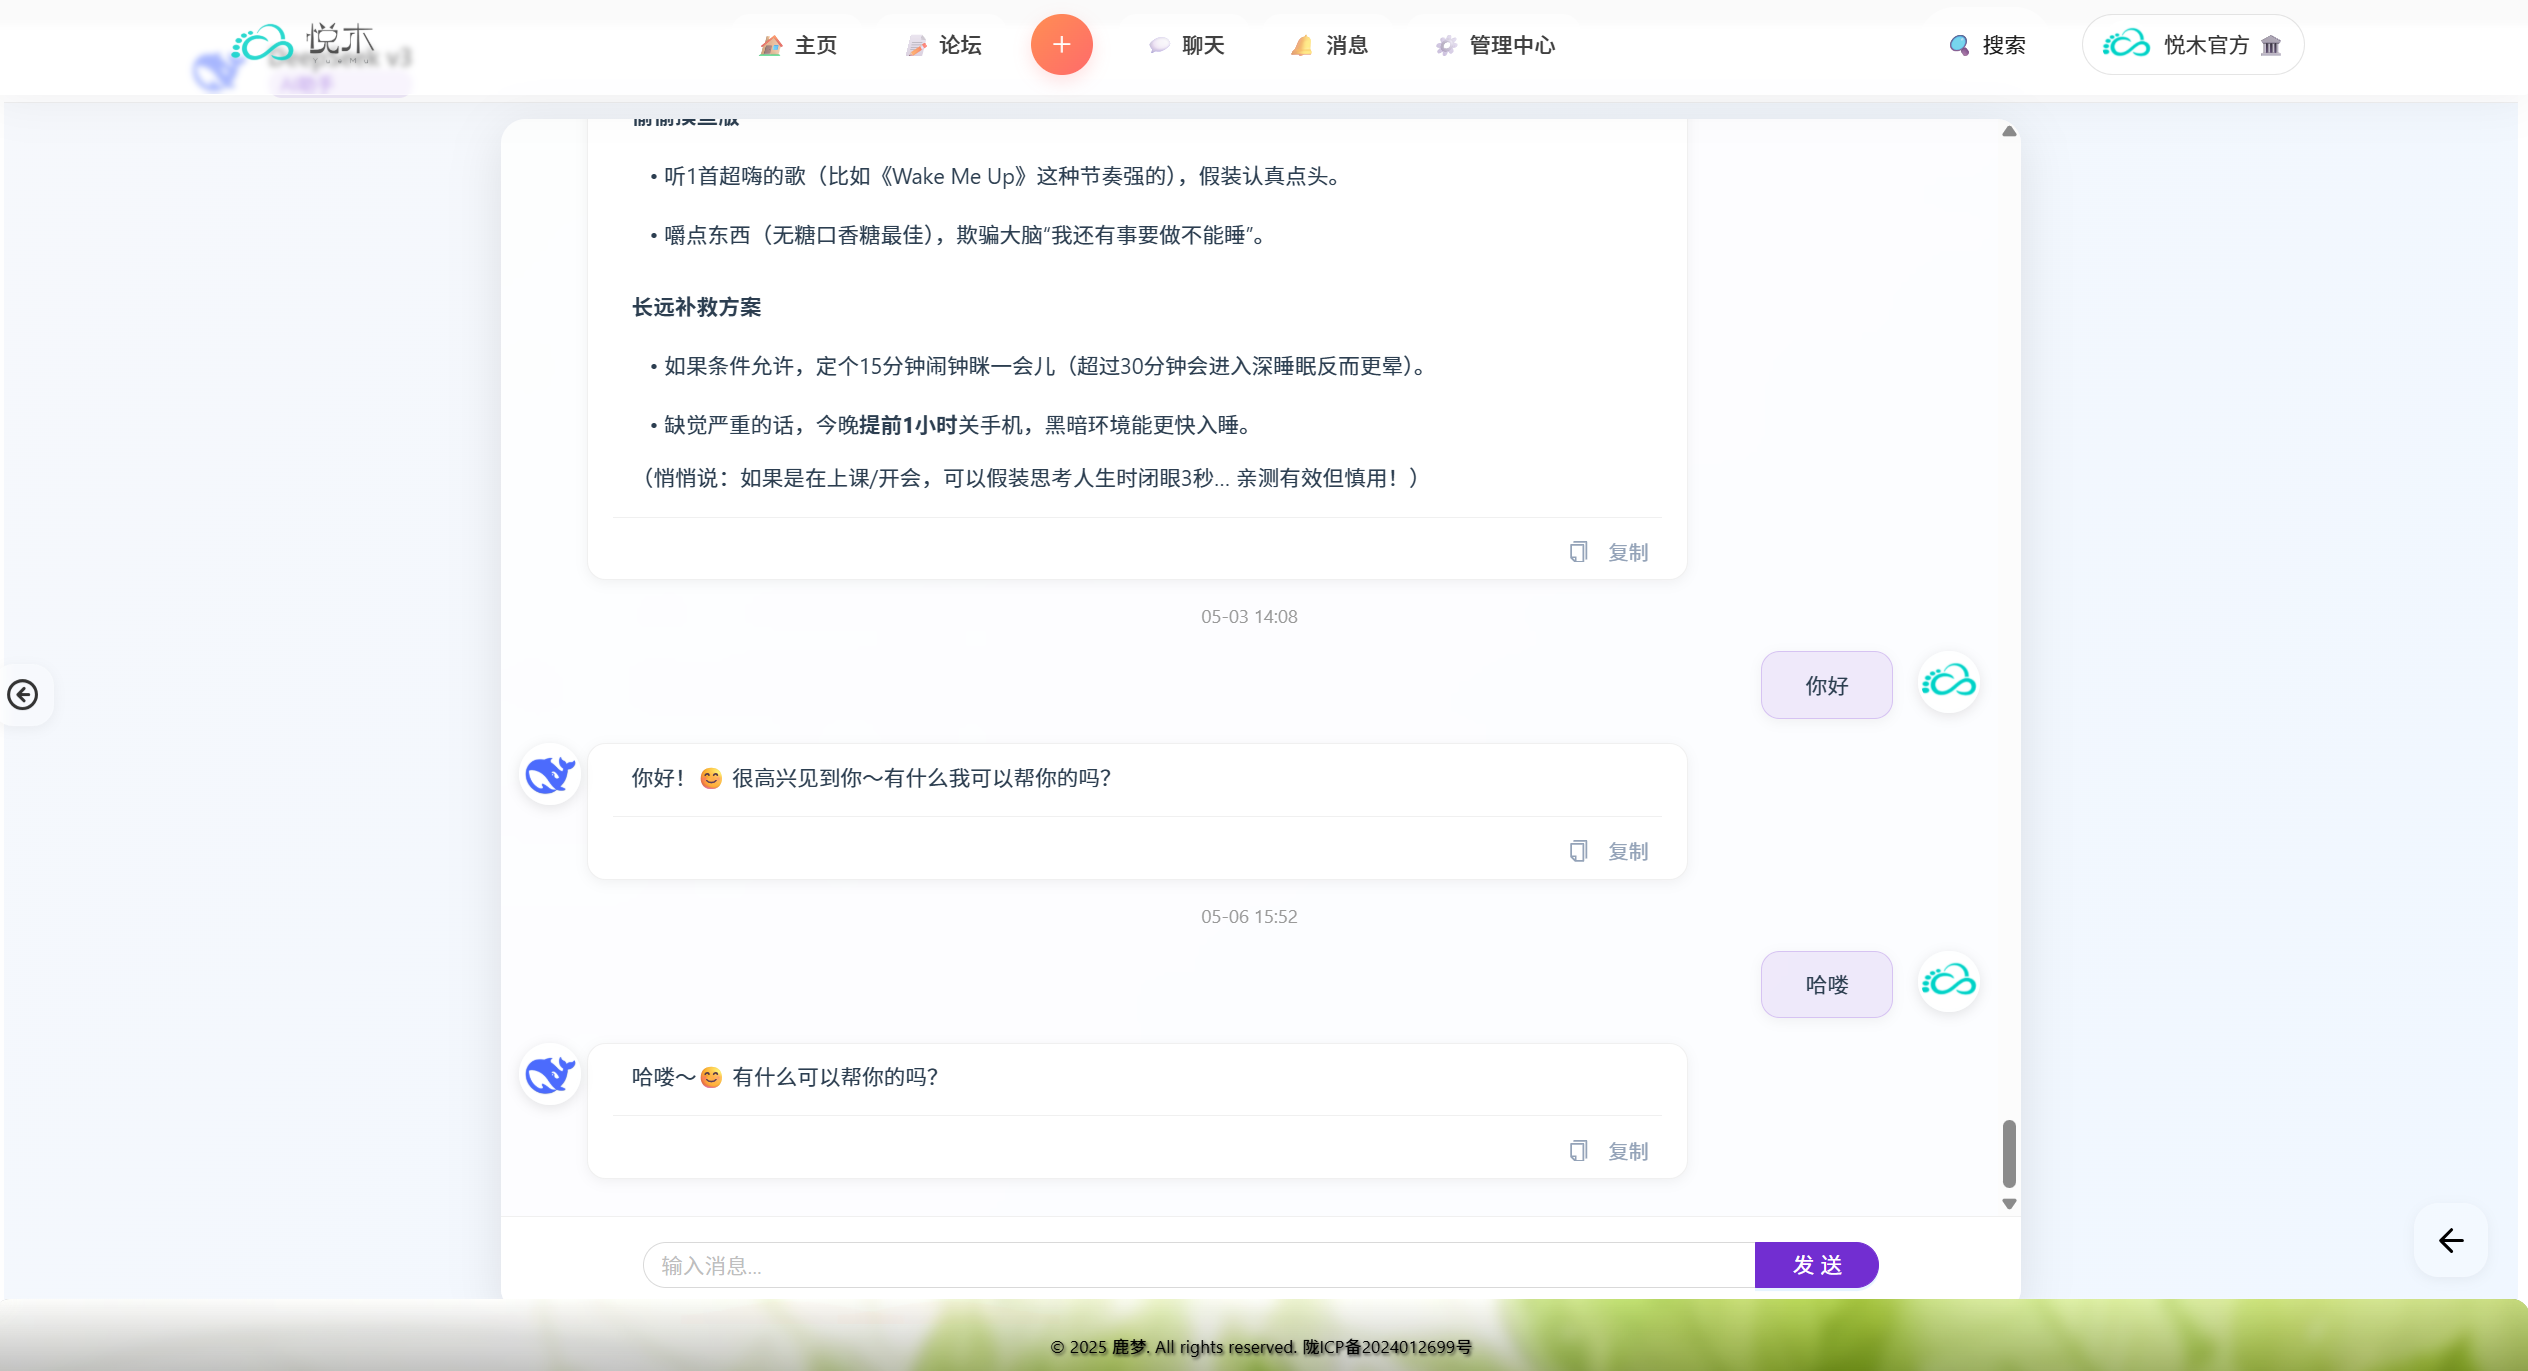 悦木
YUEMU
主页
论坛
+
聊天
消息
管理中心
搜索
悦木官方
听1首超嗨的歌（比如《Wake Me Up》这种节奏强的），假装认真点头。
嚼点东西（无糖口香糖最佳），欺骗大脑“我还有事要做不能睡”。
长远补救方案
如果条件允许，定个15分钟闹钟眯一会儿（超过30分钟会进入深睡眠反而更晕）。
缺觉严重的话，今晚提前1小时关手机，黑暗环境能更快入睡。
（悄悄说：如果是在上课/开会，可以假装思考人生时闭眼3秒... 亲测有效但慎用！）
复制
05-03 14:08
你好
你好！😊 很高兴见到你～有什么我可以帮你的吗？
复制
05-06 15:52
哈喽
哈喽～😊 有什么可以帮你的吗？
复制
输入消息...
发 送
© 2025 鹿梦. All rights reserved. 陇ICP备2024012699号